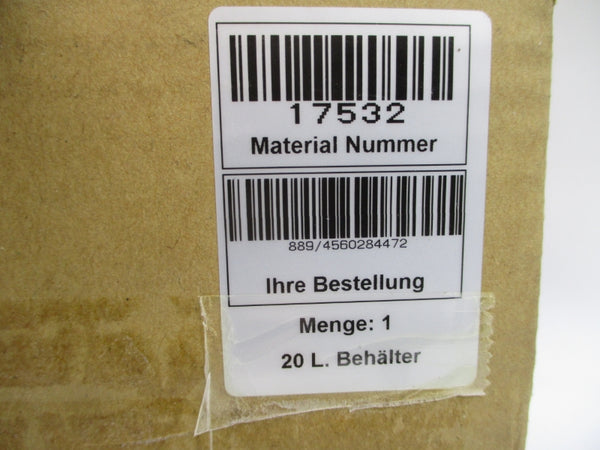 17532
Material Nummer
889/4560284472
Ihre Bestellung
Menge: 1
20 L. Behälter